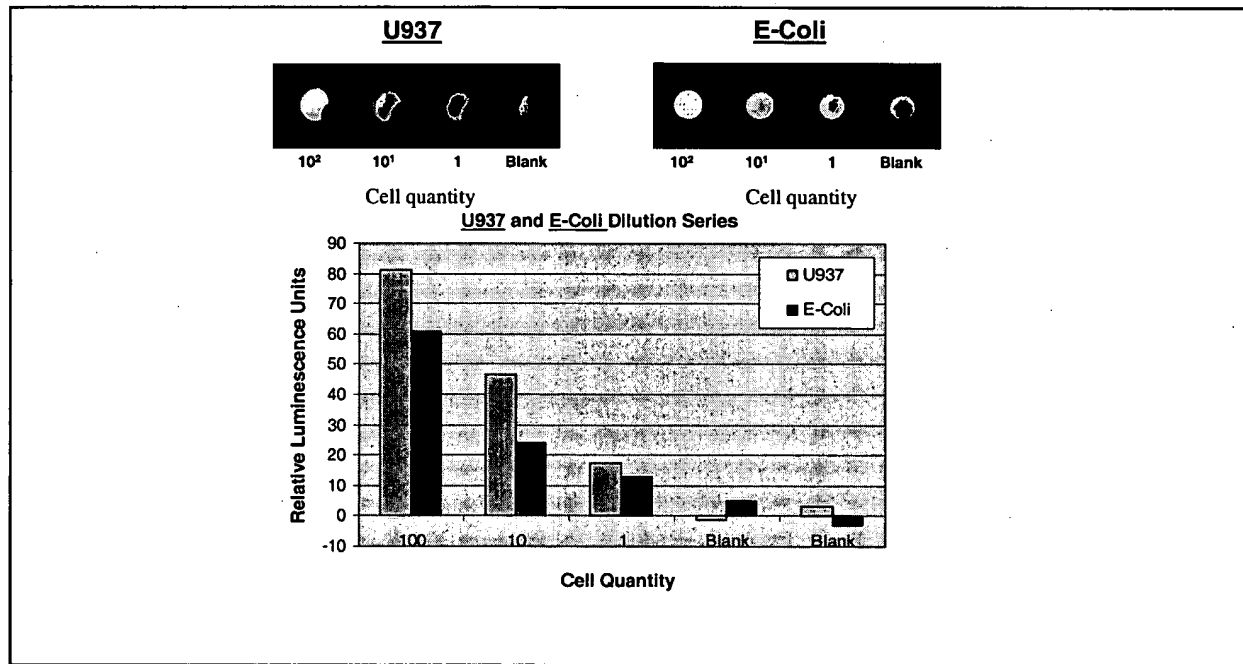 U937 E-Coli
10² 10¹ 1 Blank 10² 10¹ 1 Blank
Cell quantity Cell quantity
U937 and E-Coli Dilution Series
90
80
70
60
50
40
30
20
10
0
-10
Relative Luminescence Units
U937
E-Coli
100 10 1 Blank Blank
Cell Quantity